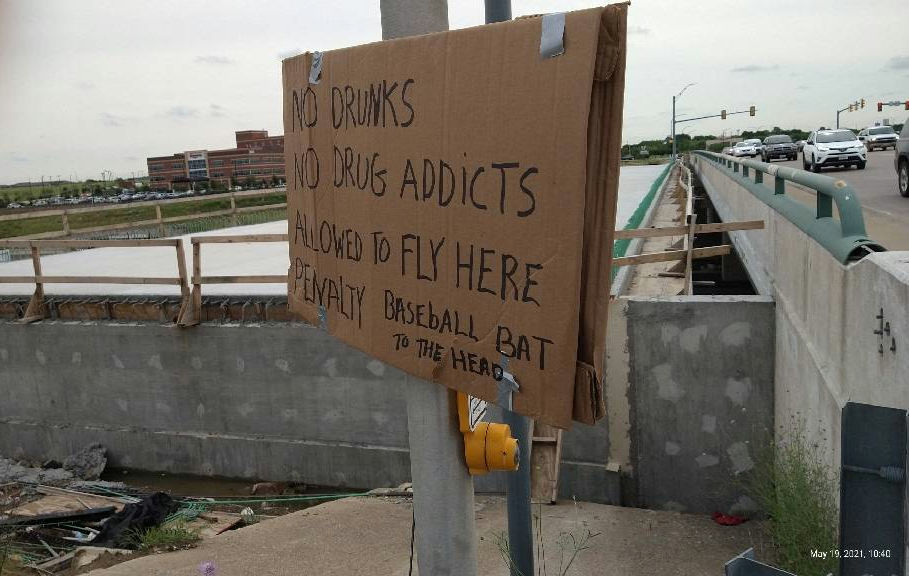 NO DRUNKS
NO DRUG ADDICTS
ALLOWED TO FLY HERE
PENALTY BASEBALL BAT
TO THE HEAD
May 19, 2021, 10:40